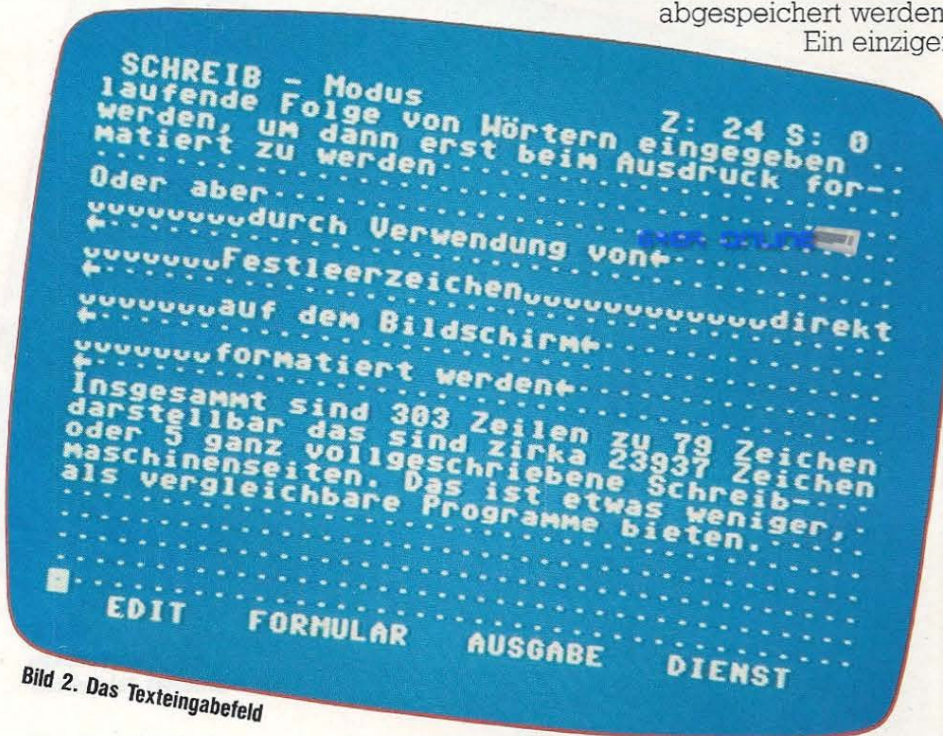 abgespeichert werden
Ein einziger
SCHREIB - Modus Z: 24 S: 0
laufende Folge von Wörtern eingegeben
werden, um dann erst beim Ausdruck for-
matiert zu werden
Oder aber
durch Verwendung von
Festleerzeichen direkt
auf dem Bildschirm
formatiert werden
Insgesammt sind 303 Zeilen zu 79 Zeichen
darstellbar das sind zirka 23937 Zeichen
oder 5 ganz vollgeschriebene Schreib-
maschinenseiten. Das ist etwas weniger,
als vergleichbare Programme bieten.
EDIT FORMULAR AUSGABE DIENST
Bild 2. Das Texteingabefeld